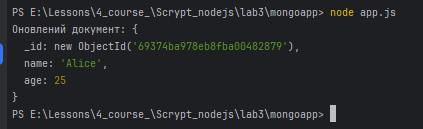 PS E:\Lessons\4_course_\Scrypt_nodejs\lab3\mongoapp> node app.js
Оновлений документ: {
  _id: new ObjectId('69374ba978eb8fba00482879'),
  name: 'Alice',
  age: 25
}
PS E:\Lessons\4_course_\Scrypt_nodejs\lab3\mongoapp>